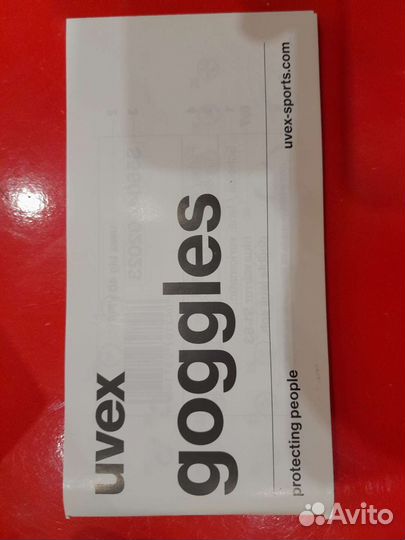 uvex
goggles
protecting people
uvex-sports.com
Avito